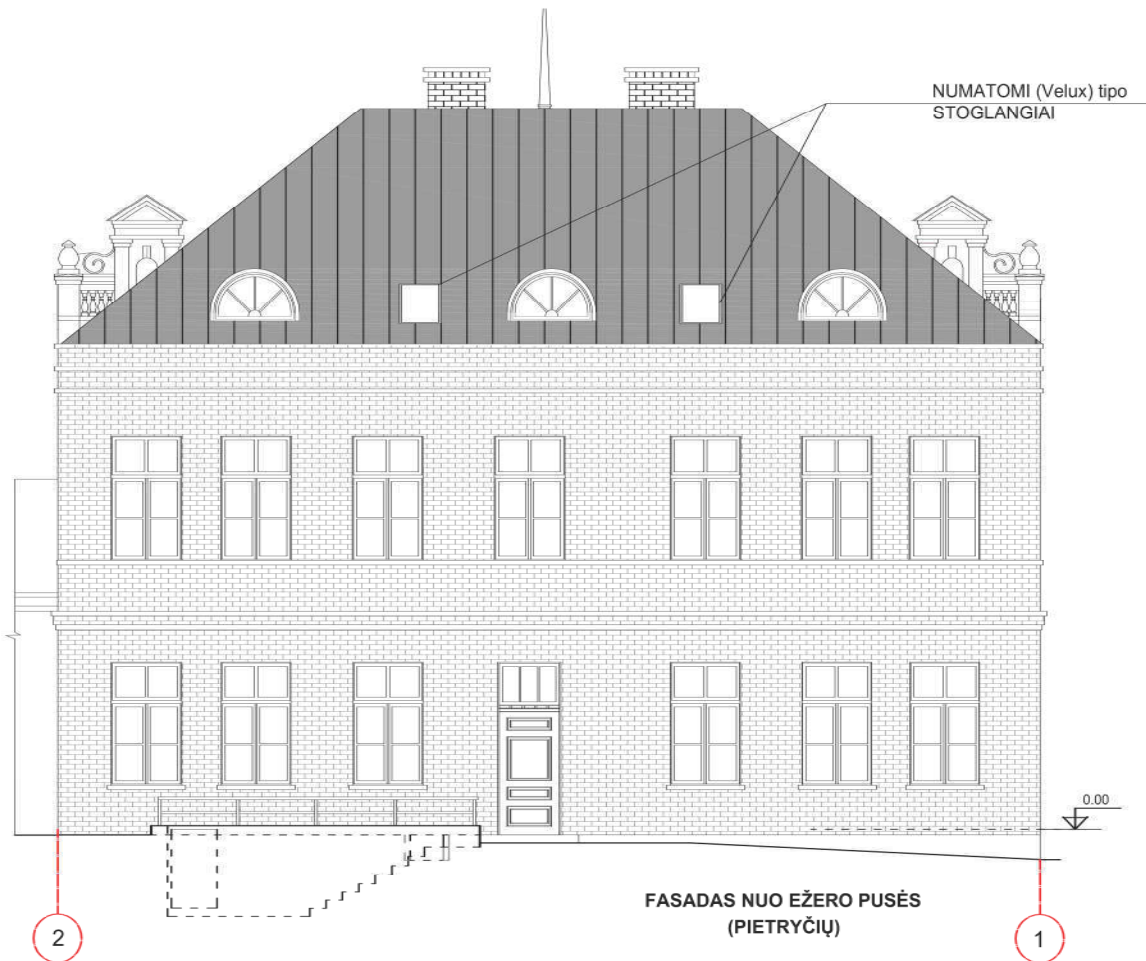 NUMATOMI (Velux) tipo
STOGLANGIAI
0.00
FASADAS NUO EŽERO PUSĖS
(PIETRYČIŲ)
2
1